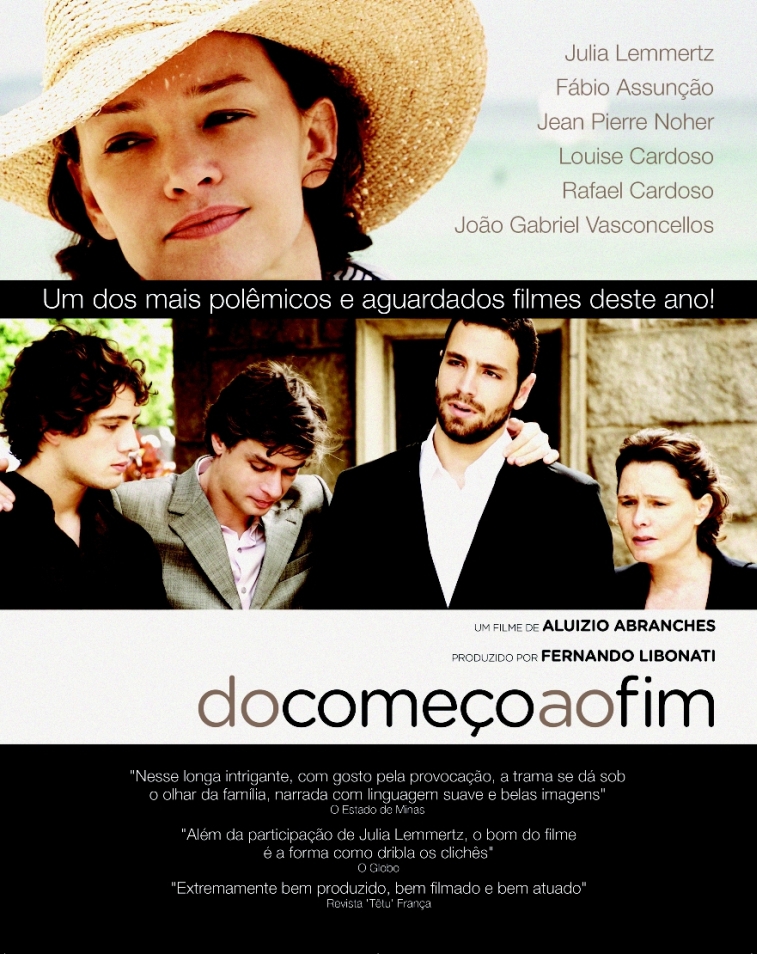 Julia Lemmertz
Fábio Assunção
Jean Pierre Noher
Louise Cardoso
Rafael Cardoso
João Gabriel Vasconcellos
Um dos mais polêmicos e aguardados filmes deste ano!
UM FILME DE ALUIZIO ABRANCHES
PRODUZIDO POR FERNANDO LIBONATI
docomeçoaofim
"Nesse longa intrigante, com gosto pela provocação, a trama se dá sob
o olhar da família, narrada com linguagem suave e belas imagens"
O Estado de Minas
"Além da participação de Julia Lemmertz, o bom do filme
é a forma como dribla os clichês"
O Globo
"Extremamente bem produzido, bem filmado e bem atuado"
Revista 'Têtu' França